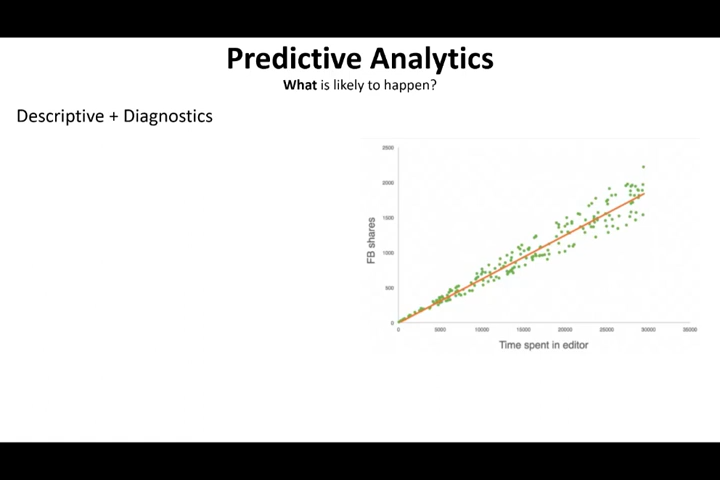 Predictive Analytics
What is likely to happen?
Descriptive + Diagnostics
2500
2000
1500
1000
500
0
FB shares
0 5000 10000 15000 20000 25000 30000 35000
Time spent in editor